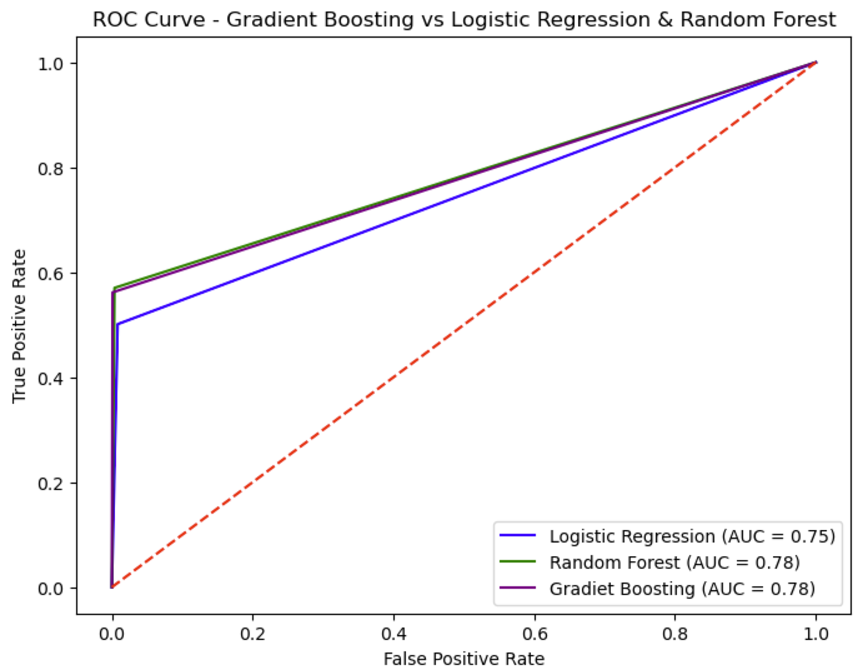 ROC Curve - Gradient Boosting vs Logistic Regression & Random Forest
True Positive Rate
1.0
0.8
0.6
0.4
0.2
0.0
Logistic Regression (AUC = 0.75)
Random Forest (AUC = 0.78)
Gradiet Boosting (AUC = 0.78)
0.0 0.2 0.4 0.6 0.8 1.0
False Positive Rate